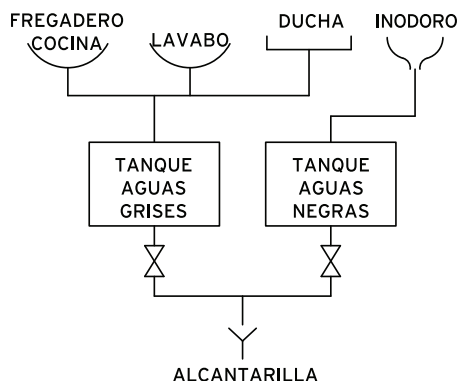 FREGADERO
COCINA
LAVABO
DUCHA
INODORO
TANQUE
AGUAS
GRISES
TANQUE
AGUAS
NEGRAS
ALCANTARILLA